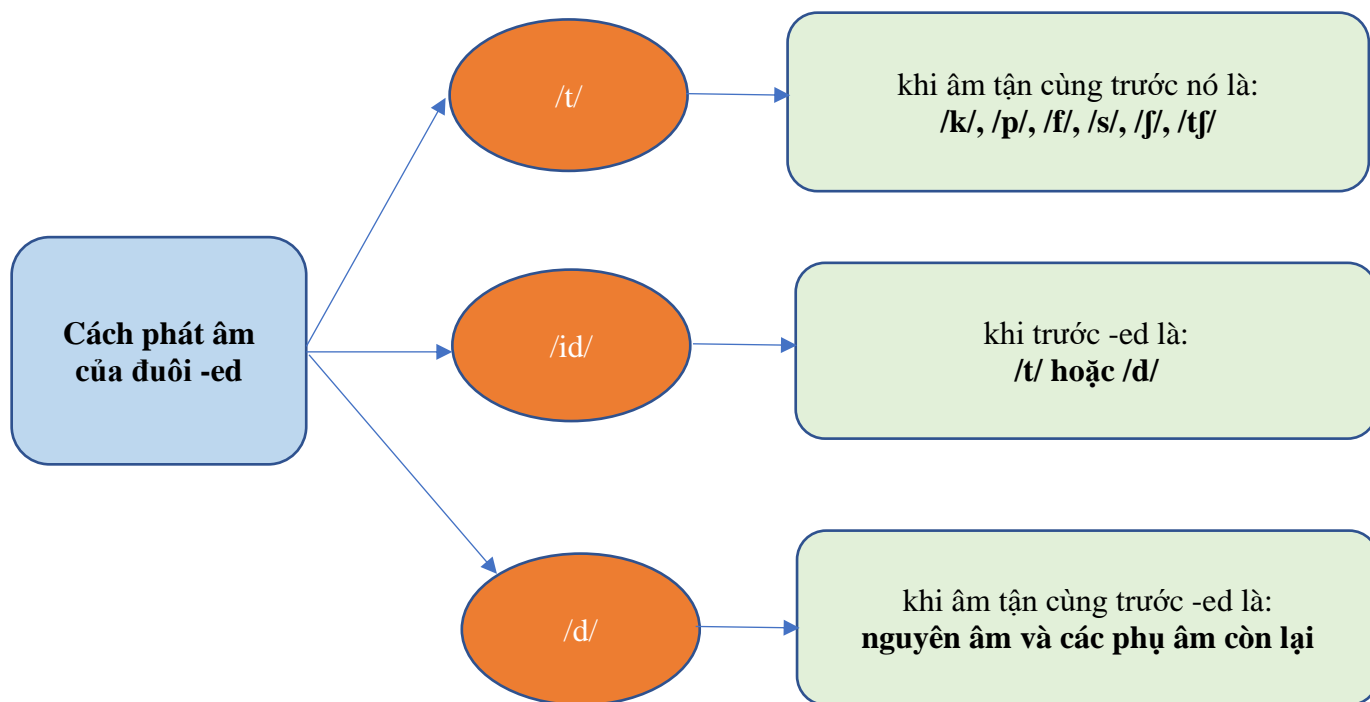 Cách phát âm
của đuôi -ed
/t/
khi âm tận cùng trước nó là:
/k/, /p/, /f/, /s/, /ʃ/, /tʃ/
/id/
khi trước -ed là:
/t/ hoặc /d/
/d/
khi âm tận cùng trước -ed là:
nguyên âm và các phụ âm còn lại